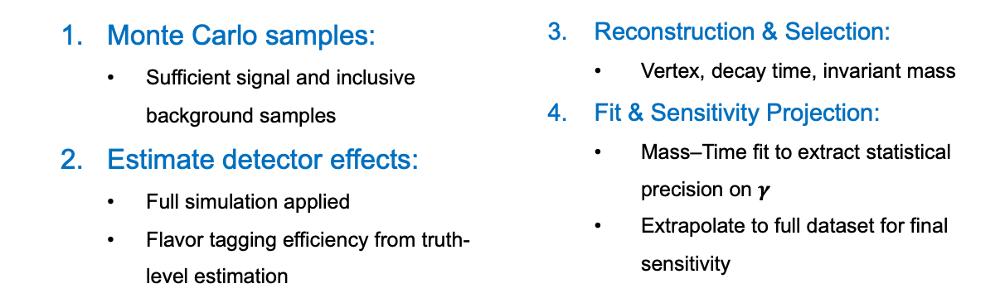 1. Monte Carlo samples:
• Sufficient signal and inclusive
background samples
2. Estimate detector effects:
• Full simulation applied
• Flavor tagging efficiency from truth-
level estimation
3. Reconstruction & Selection:
• Vertex, decay time, invariant mass
4. Fit & Sensitivity Projection:
• Mass–Time fit to extract statistical
precision on γ
• Extrapolate to full dataset for final
sensitivity